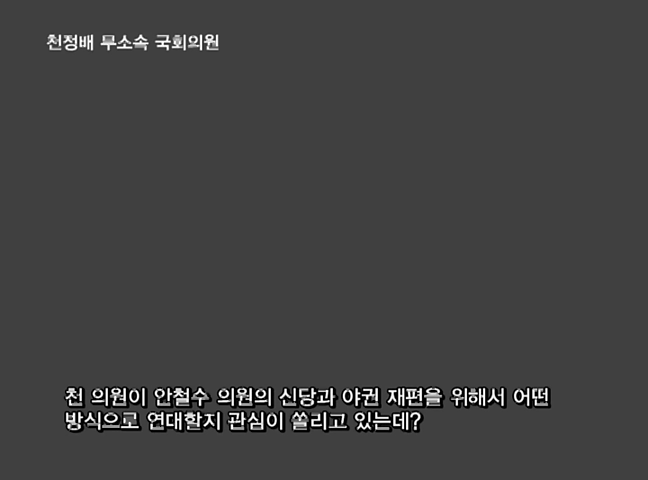 천정배 무소속 국회의원
천 의원이 안철수 의원의 신당과 야권 재편을 위해서 어떤
방식으로 연대할지 관심이 쏠리고 있는데?